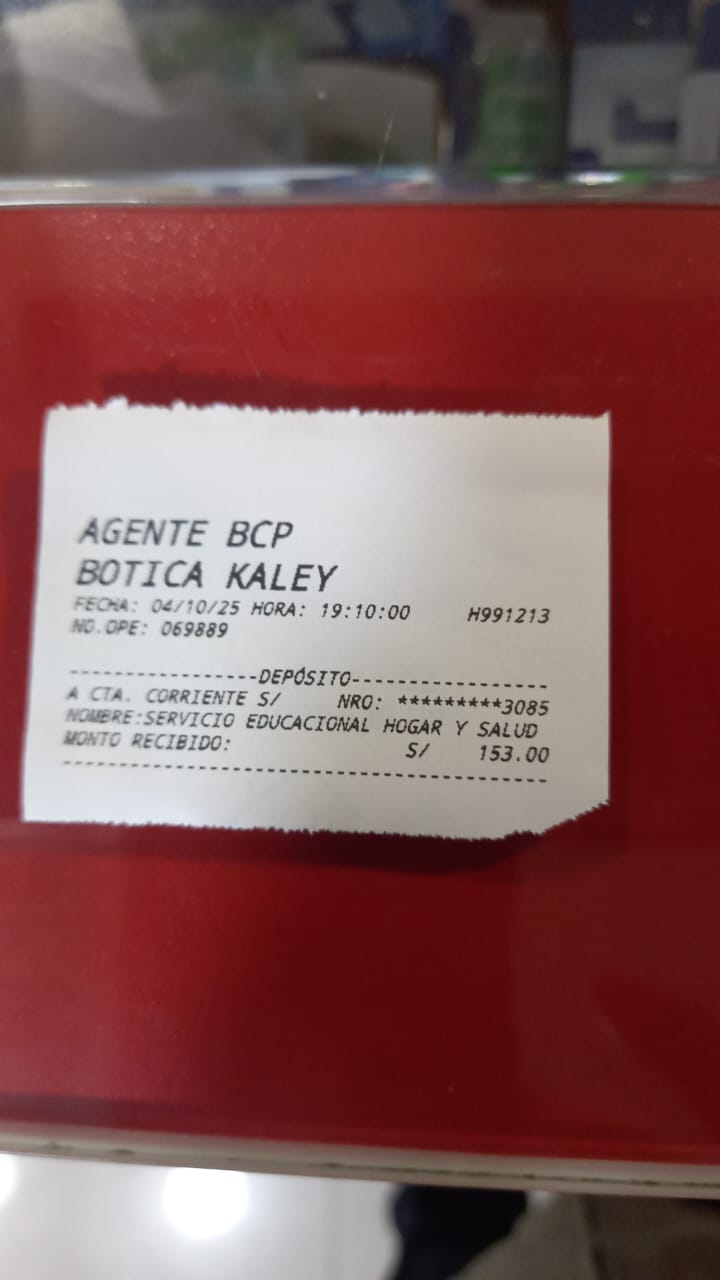 AGENTE BCP
BOTICA KALEY
FECHA: 04/10/25 HORA: 19:10:00 H991213
NO.OPE: 069889
-----------------DEPÓSITO------------------
A CTA. CORRIENTE S/ NRO: *********3085
NOMBRE:SERVICIO EDUCACIONAL HOGAR Y SALUD
MONTO RECIBIDO: S/ 153.00